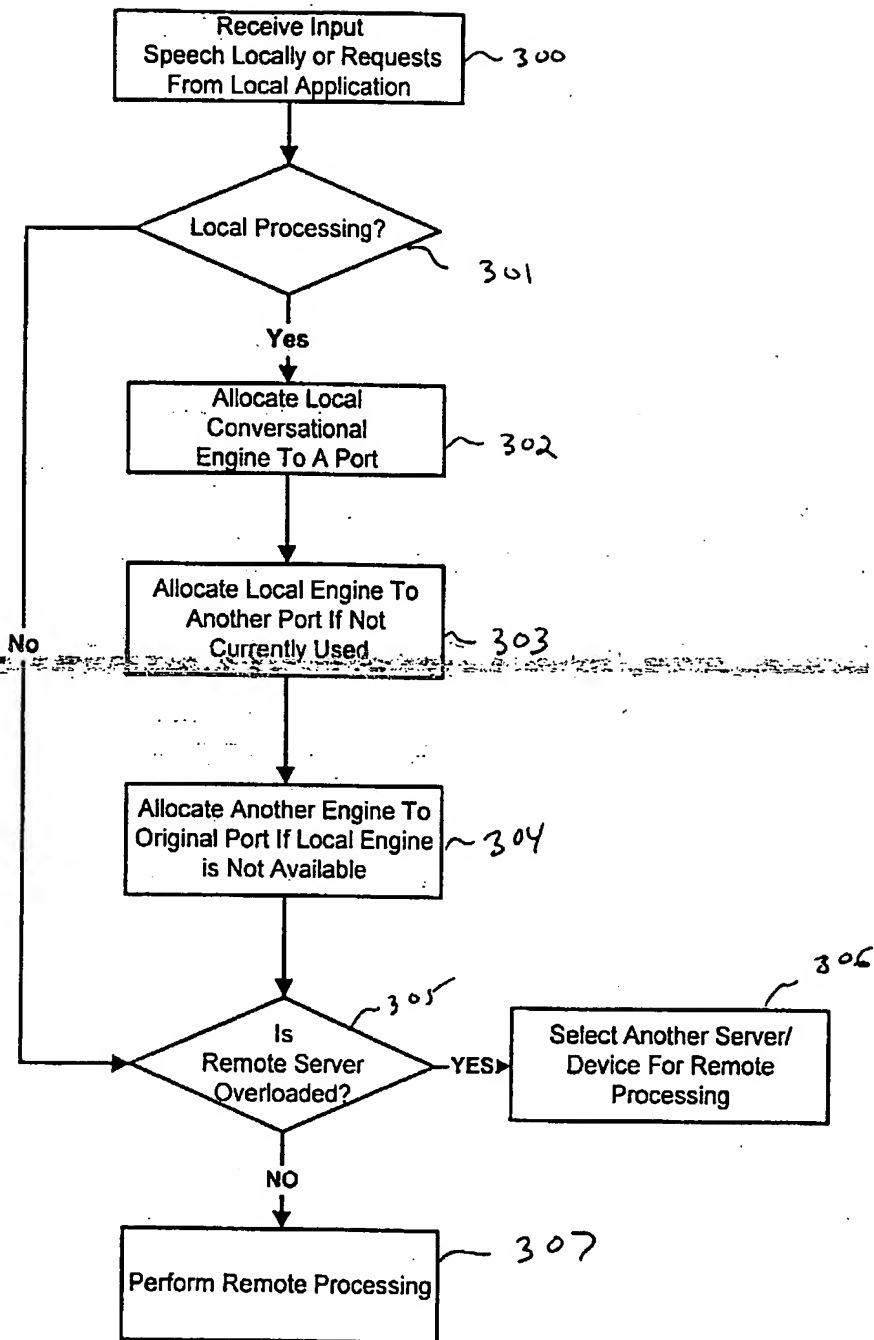 Receive Input
Speech Locally or Requests
From Local Application
300
Local Processing?
301
Yes
Allocate Local
Conversational
Engine To A Port
302
Allocate Local Engine To
Another Port If Not
Currently Used
303
No
Allocate Another Engine To
Original Port If Local Engine
is Not Available
304
305
306
Is
Remote Server
Overloaded?
YES
Select Another Server/
Device For Remote
Processing
NO
Perform Remote Processing
307